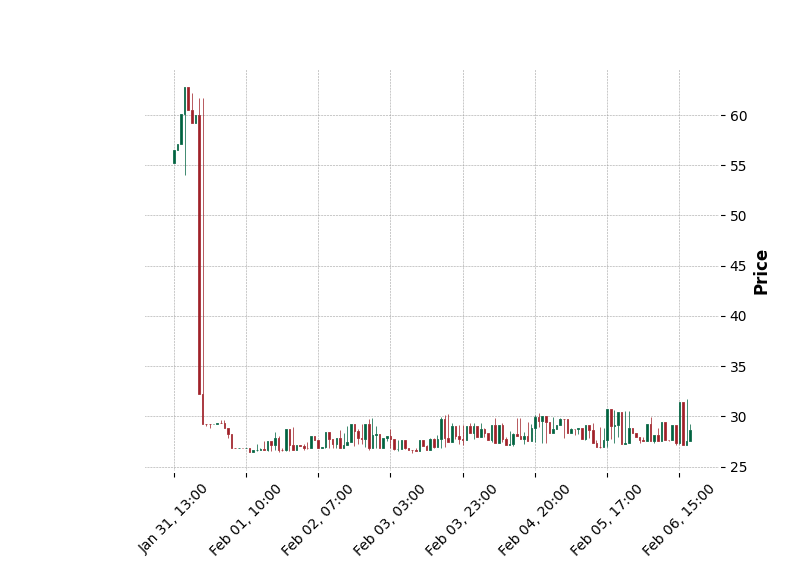 60
55
50
45
40
35
30
25
Price
Jan 31, 13:00
Feb 01, 10:00
Feb 02, 07:00
Feb 03, 03:00
Feb 03, 23:00
Feb 04, 20:00
Feb 05, 17:00
Feb 06, 15:00